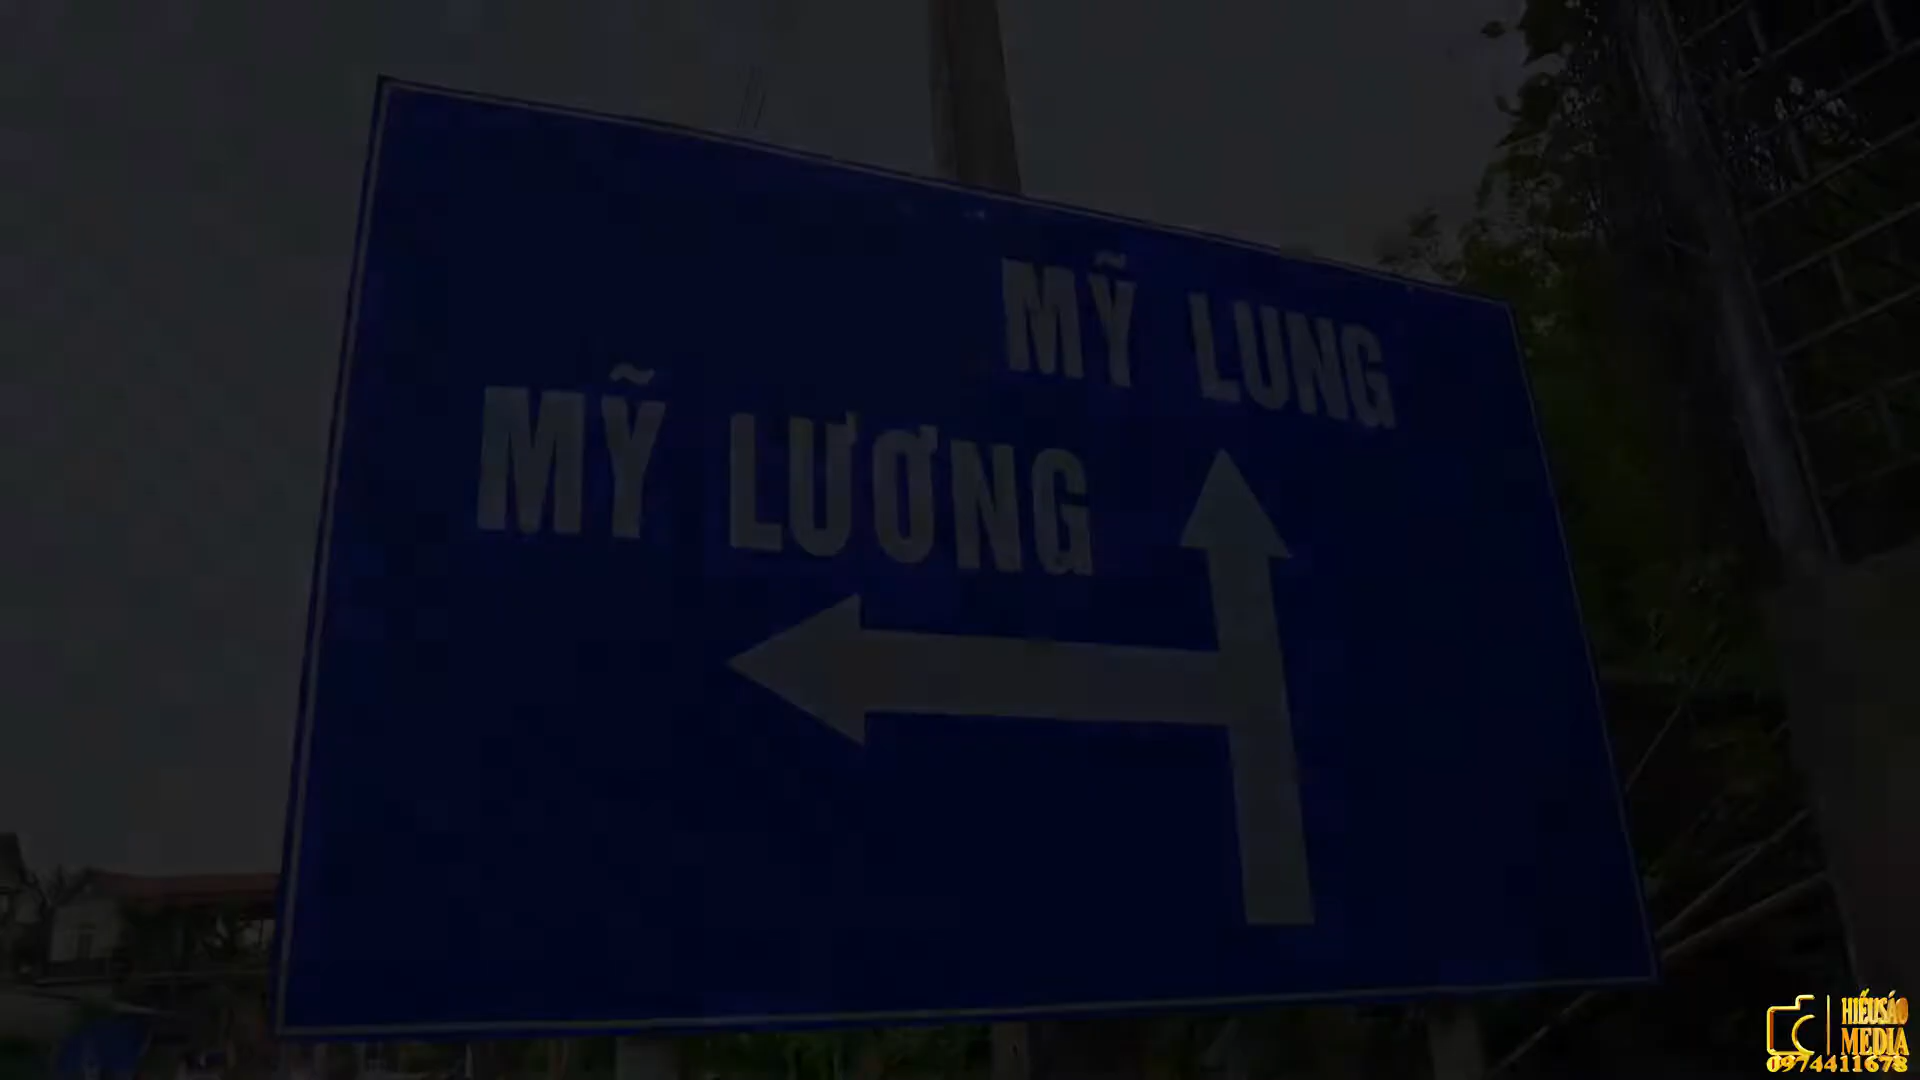 MỸ LUNG
MỸ LƯƠNG
HIẾUSÁO
MEDIA
0974411678